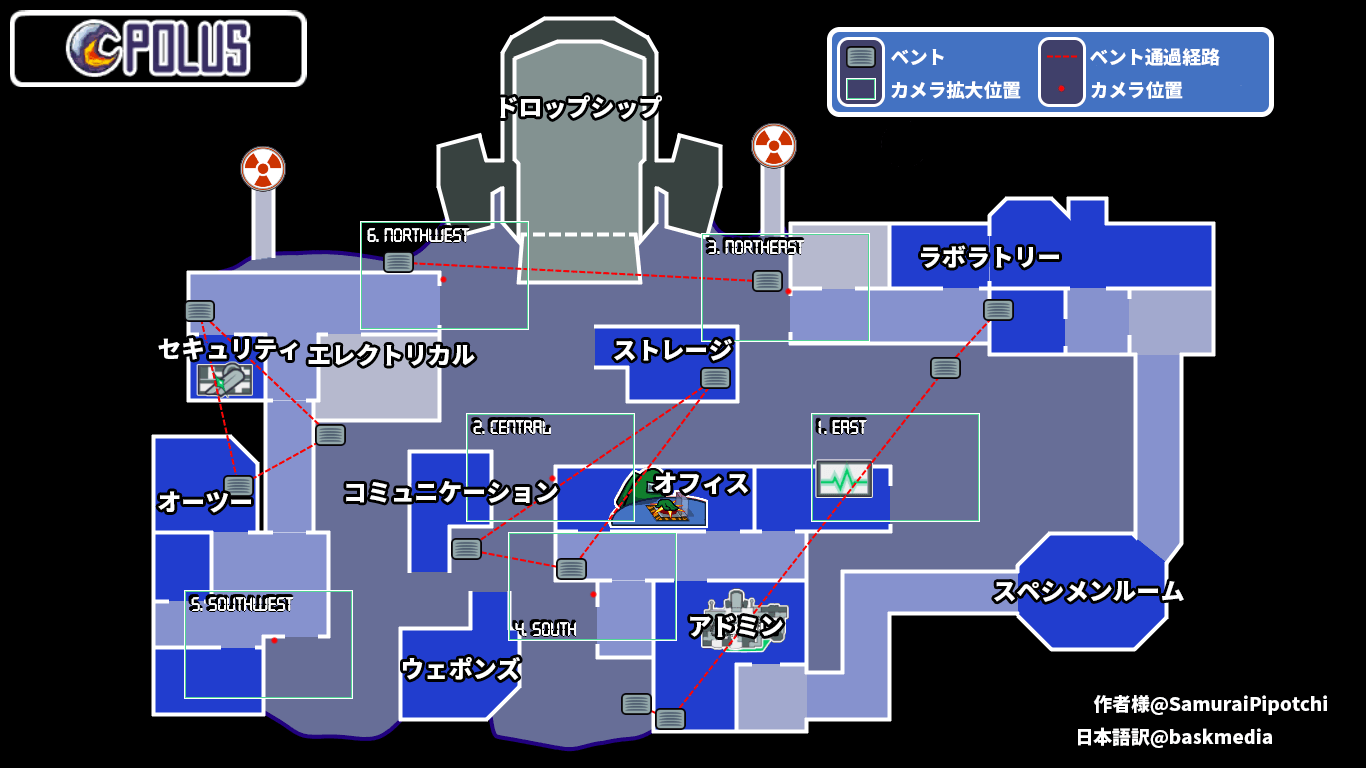 POLUS
ベント
ベント通過経路
カメラ拡大位置
カメラ位置
ドロップシップ
6. NORTHWEST
3. NORTHEAST
ラボラトリー
セキュリティ
エレクトリカル
ストレージ
2. CENTRAL
1. EAST
オーツー
コミュニケーション
オフィス
5. SOUTHWEST
4. SOUTH
アドミン
スペシメンルーム
ウェポンズ
作者様@SamuraiPipotchi
日本語訳@baskmedia